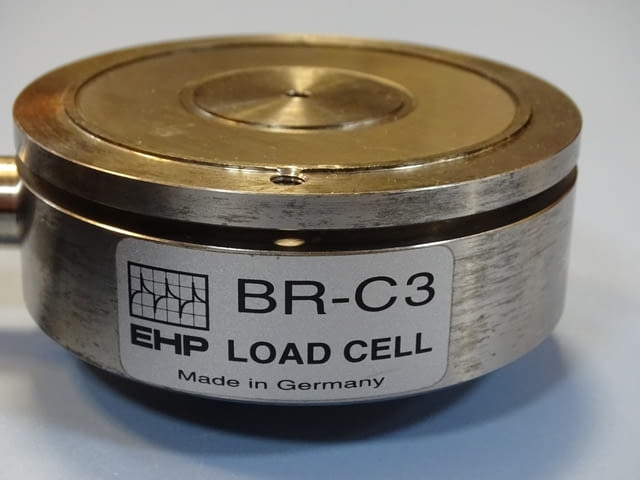 BR-C3
EHP LOAD CELL
Made in Germany